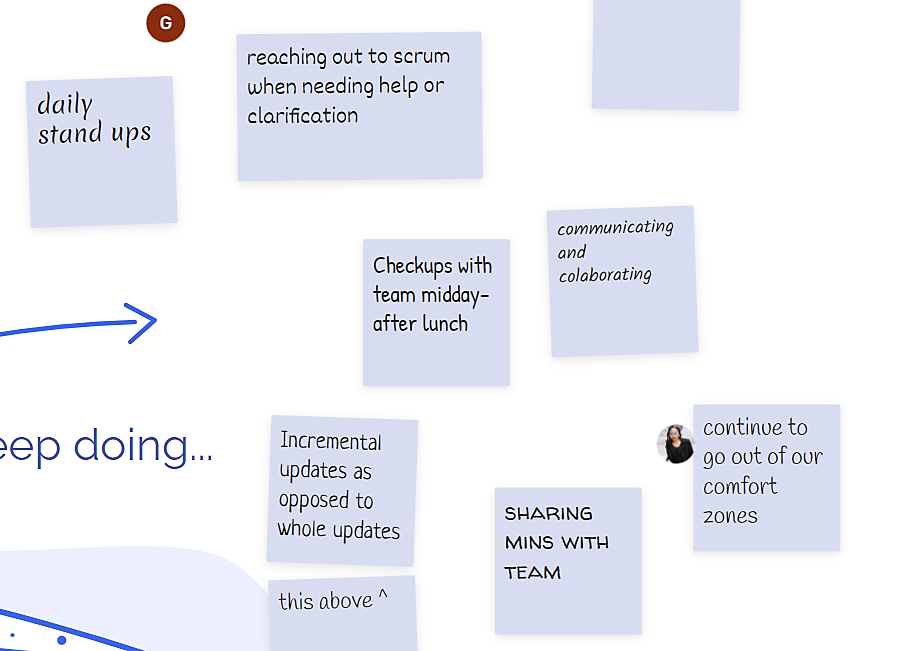 G
daily
stand ups
reaching out to scrum
when needing help or
clarification
communicating
and
colaborating
Checkups with
team midday-
after lunch
eep doing...
Incremental
updates as
opposed to
whole updates
this above ^
SHARING
MINS WITH
TEAM
continue to
go out of our
comfort
zones